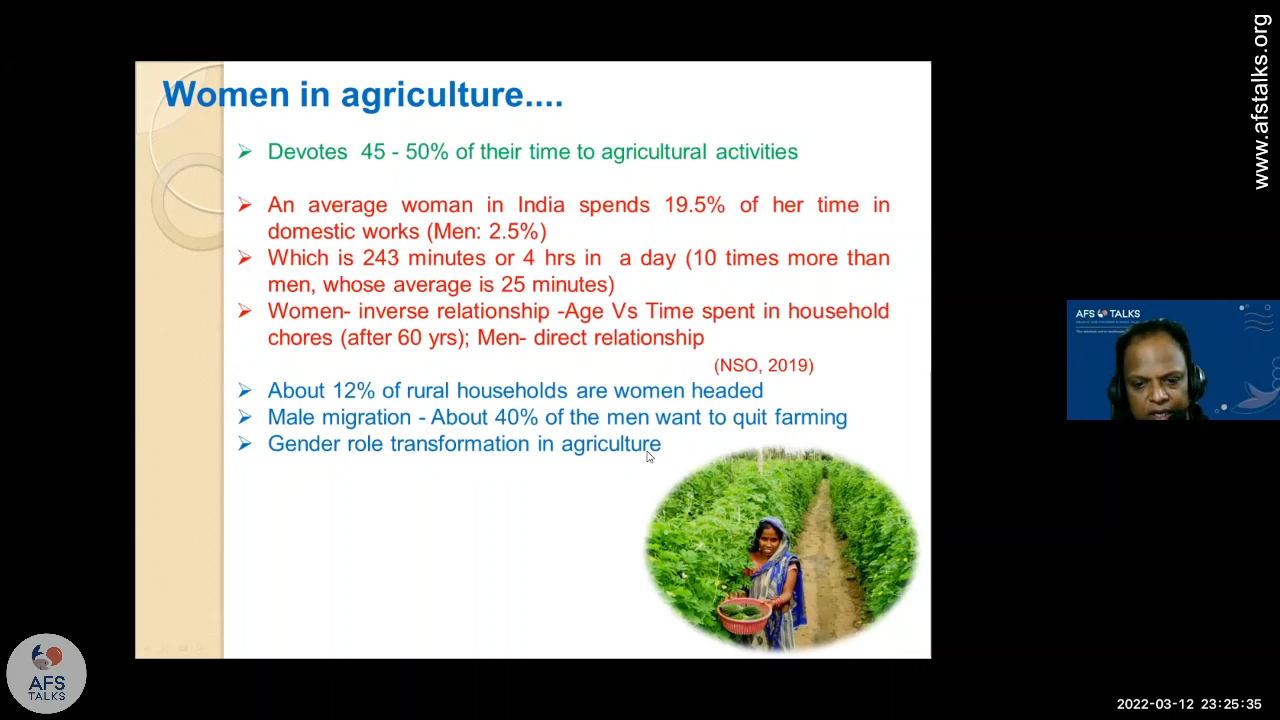 www.afstalks.org
Women in agriculture....
➢ Devotes 45 - 50% of their time to agricultural activities
➢ An average woman in India spends 19.5% of her time in
domestic works (Men: 2.5%)
➢ Which is 243 minutes or 4 hrs in a day (10 times more than
men, whose average is 25 minutes)
➢ Women- inverse relationship -Age Vs Time spent in household
chores (after 60 yrs); Men- direct relationship
(NSO, 2019)
➢ About 12% of rural households are women headed
➢ Male migration - About 40% of the men want to quit farming
➢ Gender role transformation in agriculture
AFS TALKS
AFS
TALKS
2022-03-12 23:25:35